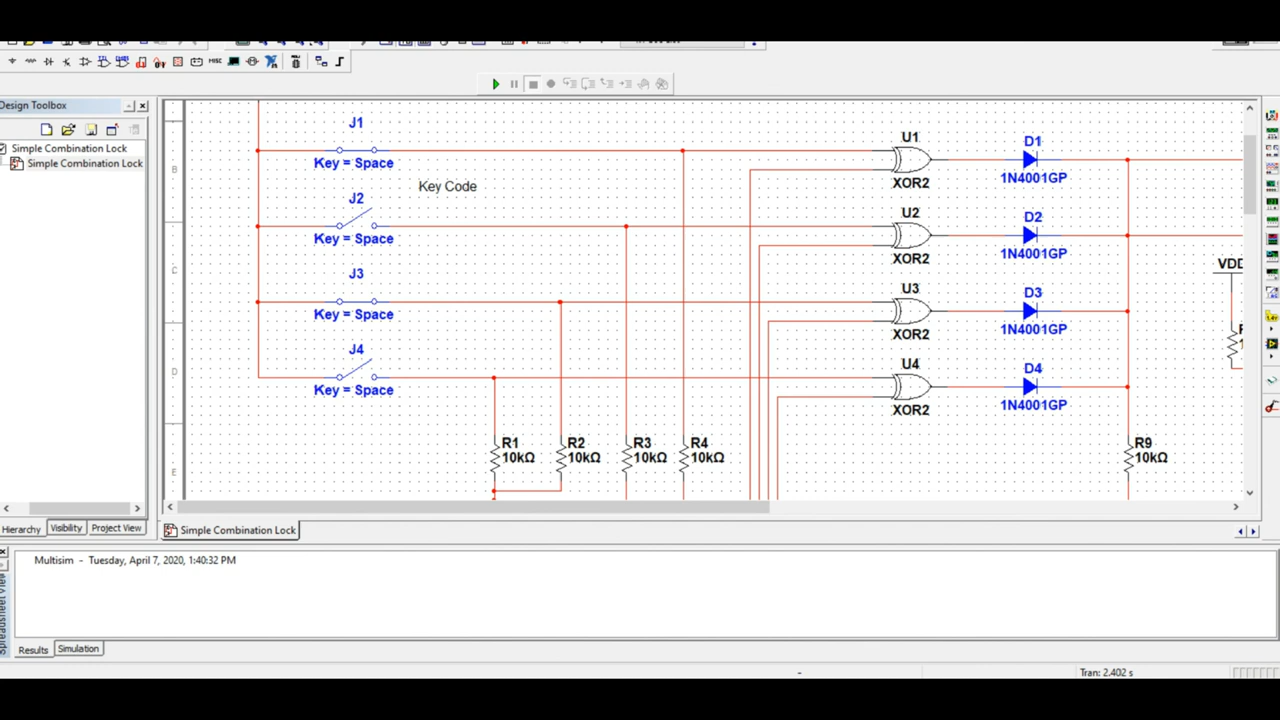 MISC
Design Toolbox
Simple Combination Lock
Simple Combination Lock
J1
Key = Space
Key Code
J2
Key = Space
J3
Key = Space
J4
Key = Space
U1
XOR2
U2
XOR2
U3
XOR2
U4
XOR2
D1
1N4001GP
D2
1N4001GP
D3
1N4001GP
D4
1N4001GP
VDD
R1
10kΩ
R2
10kΩ
R3
10kΩ
R4
10kΩ
R9
10kΩ
B
C
D
E
Hierarchy Visibility Project View
Simple Combination Lock
Multisim - Tuesday, April 7, 2020, 1:40:32 PM
Spreadsheet View
Results Simulation
- Tran: 2.402 s